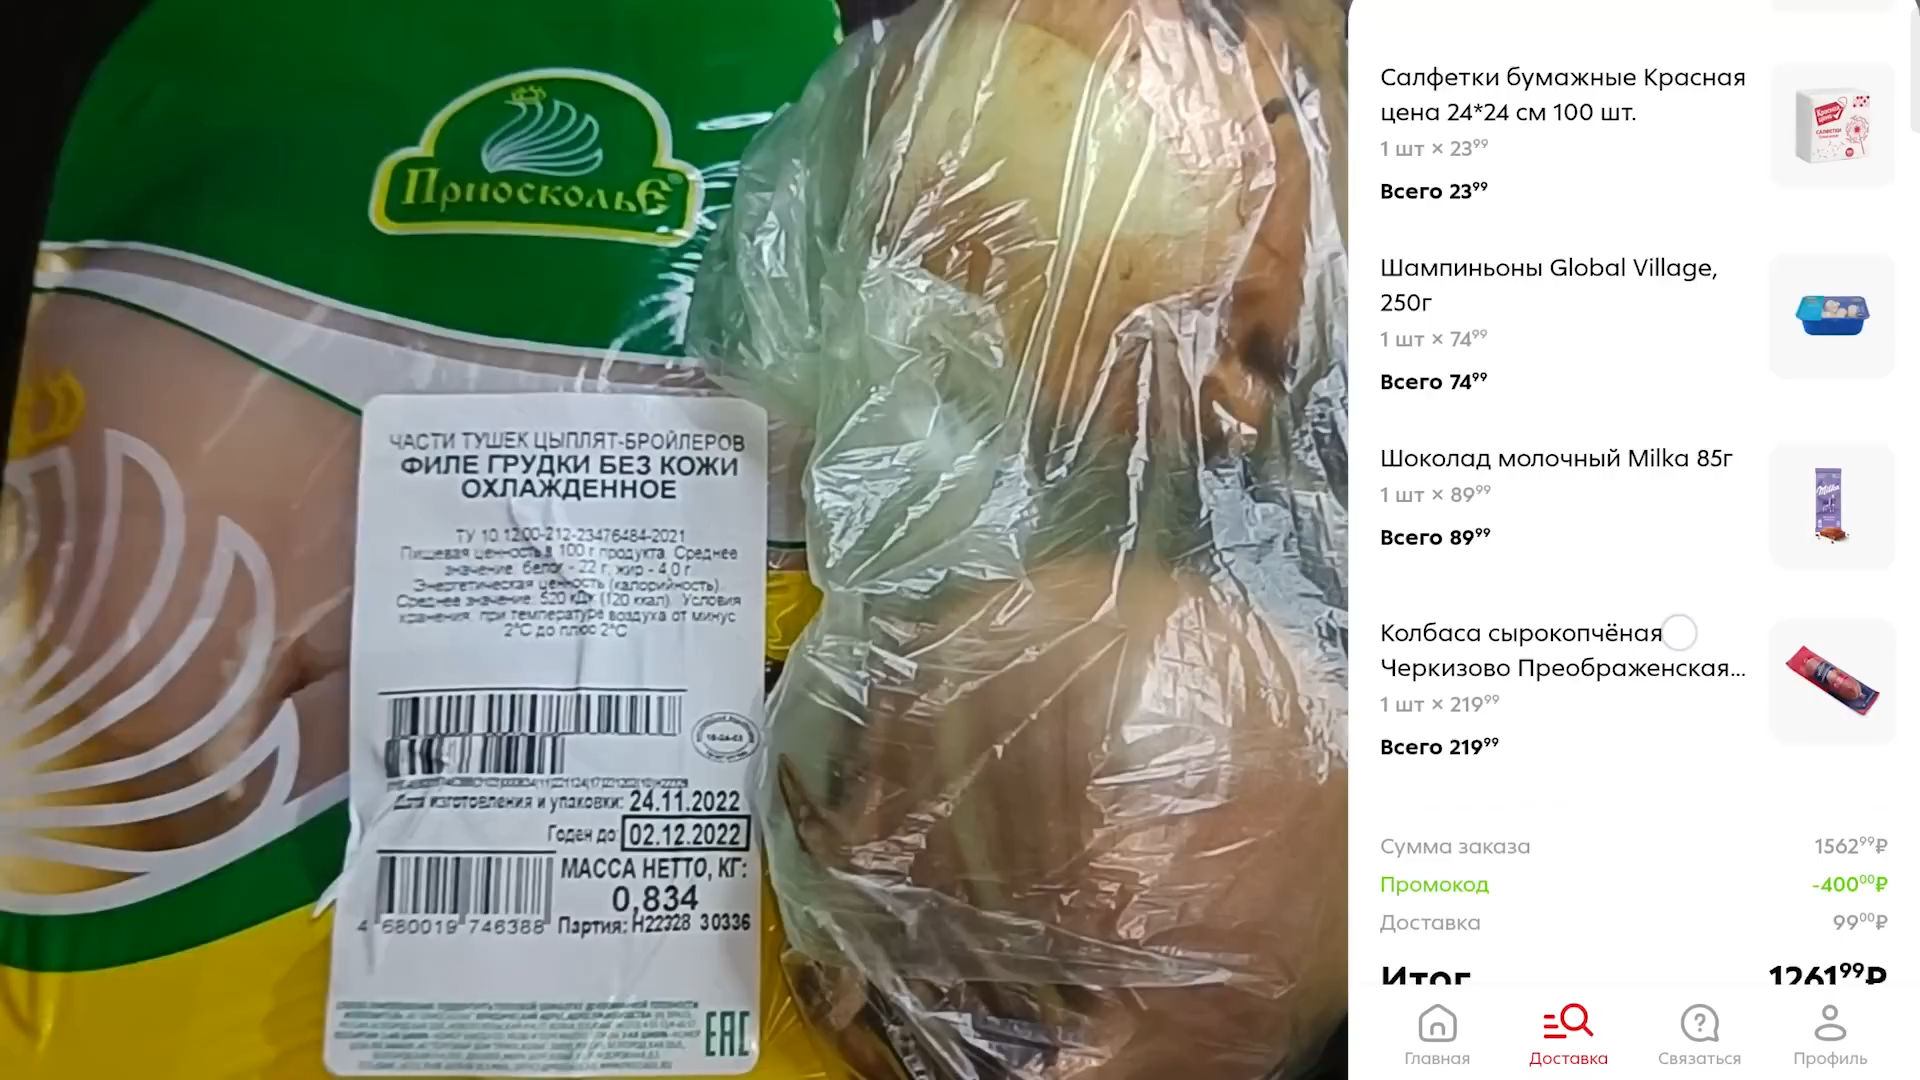 ПриосколЬЕ
ЧАСТИ ТУШЕК ЦЫПЛЯТ-БРОЙЛЕРОВ
ФИЛЕ ГРУДКИ БЕЗ КОЖИ
ОХЛАЖДЕННОЕ
ТУ 10.12.00-212-23476484-2021
Пищевая ценность в 100 г продукта. Среднее
значение: белок - 22 г, жир - 4,0 г.
Энергетическая ценность (калорийность).
Среднее значение: 520 кДж (120 ккал). Условия
хранения: при температуре воздуха от минус
2°С до плюс 2°С
Дата изготовления и упаковки: 24.11.2022
Годен до: 02.12.2022
МАССА НЕТТО, КГ:
0,834
4 680019 746388 Партия: Н22328 30336
ЕАС
Салфетки бумажные Красная
цена 24*24 см 100 шт.
1 шт × 23⁹⁹
Всего 23⁹⁹
Шампиньоны Global Village,
250г
1 шт × 74⁹⁹
Всего 74⁹⁹
Шоколад молочный Milka 85г
1 шт × 89⁹⁹
Всего 89⁹⁹
Колбаса сырокопчёная
Черкизово Преображенская...
1 шт × 219⁹⁹
Всего 219⁹⁹
Сумма заказа 1562⁹⁹₽
Промокод -400⁰⁰₽
Доставка 99⁰⁰₽
Итог 1261⁹⁹₽
Главная Доставка Связаться Профиль